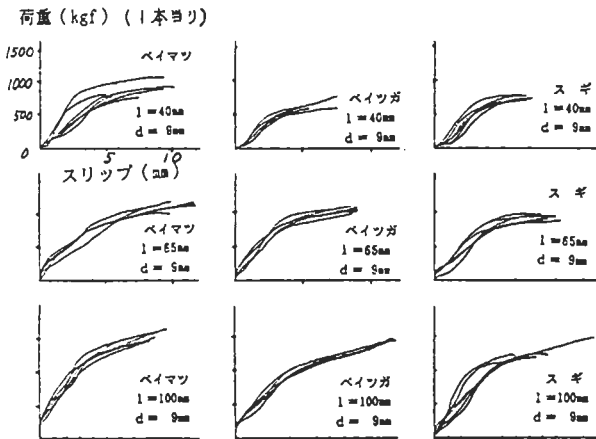 荷重(kgf)(1本当り)
1500
1000
500
0
5
10
スリップ(mm)
ベイマツ
l=40mm
d=9mm
ベイツガ
l=40mm
d=9mm
スギ
l=40mm
d=9mm
ベイマツ
l=65mm
d=9mm
ベイツガ
l=65mm
d=9mm
スギ
l=65mm
d=9mm
ベイマツ
l=100mm
d=9mm
ベイツガ
l=100mm
d=9mm
スギ
l=100mm
d=9mm